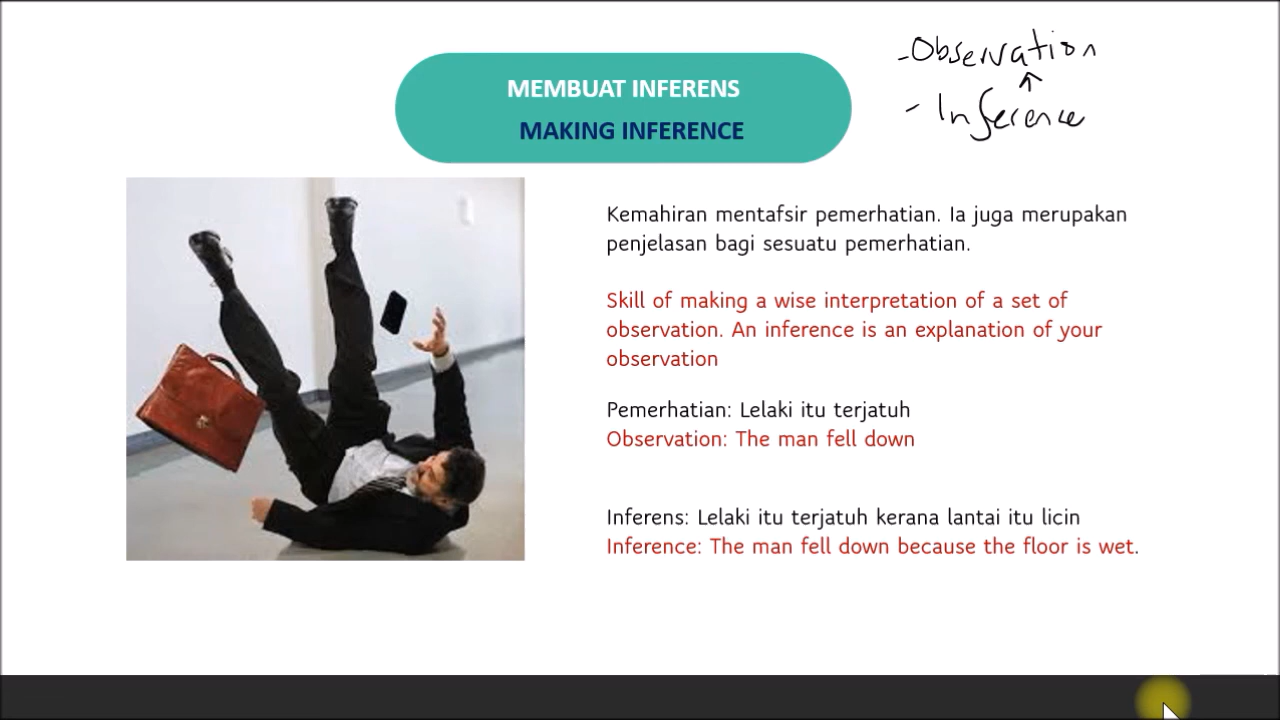 -Observation
↑
- Inference
MEMBUAT INFERENS
MAKING INFERENCE
Kemahiran mentafsir pemerhatian. Ia juga merupakan
penjelasan bagi sesuatu pemerhatian.
Skill of making a wise interpretation of a set of
observation. An inference is an explanation of your
observation
Pemerhatian: Lelaki itu terjatuh
Observation: The man fell down
Inferens: Lelaki itu terjatuh kerana lantai itu licin
Inference: The man fell down because the floor is wet.